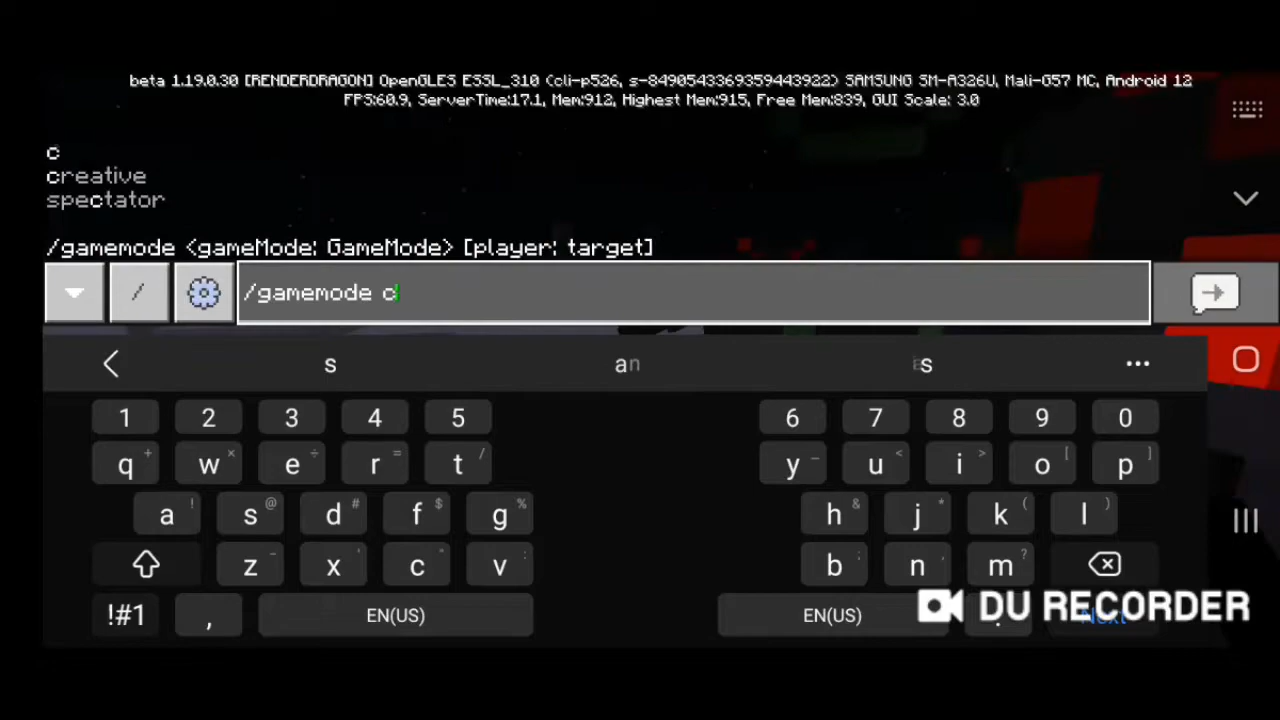 beta 1.19.0.30 [RENDERDRAGON] OpenGLES ESSL_310 (cli-p526, s-8490543369359443922) SAMSUNG SM-A326U, Mali-G57 MC, Android 12
FPS:60.9, ServerTime:17.1, Mem:912, Highest Mem:915, Free Mem:839, GUI Scale: 3.0
c
creative
spectator
/gamemode <gameMode: GameMode> [player: target]
/ /gamemode c
s an s
1 2 3 4 5 6 7 8 9 0
q + w × e ÷ r = t / y _ u < i > o [ p ]
a ! s @ d # f $ g % h & j * k ( l )
z - x ' c " v : b ; n , m ?
!#1 , EN(US) EN(US) . Next
DU RECORDER